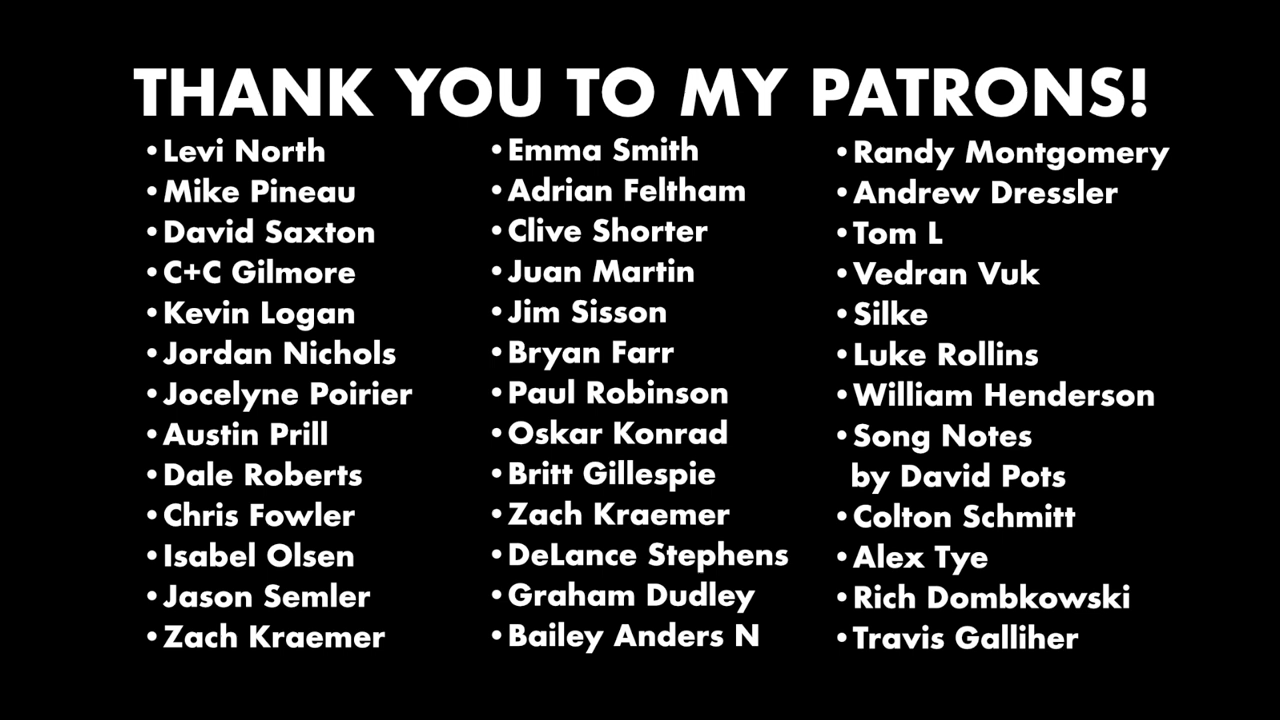 THANK YOU TO MY PATRONS!
• Levi North
• Mike Pineau
• David Saxton
• C+C Gilmore
• Kevin Logan
• Jordan Nichols
• Jocelyne Poirier
• Austin Prill
• Dale Roberts
• Chris Fowler
• Isabel Olsen
• Jason Semler
• Zach Kraemer
• Emma Smith
• Adrian Feltham
• Clive Shorter
• Juan Martin
• Jim Sisson
• Bryan Farr
• Paul Robinson
• Oskar Konrad
• Britt Gillespie
• Zach Kraemer
• DeLance Stephens
• Graham Dudley
• Bailey Anders N
• Randy Montgomery
• Andrew Dressler
• Tom L
• Vedran Vuk
• Silke
• Luke Rollins
• William Henderson
• Song Notes
by David Pots
• Colton Schmitt
• Alex Tye
• Rich Dombkowski
• Travis Galliher